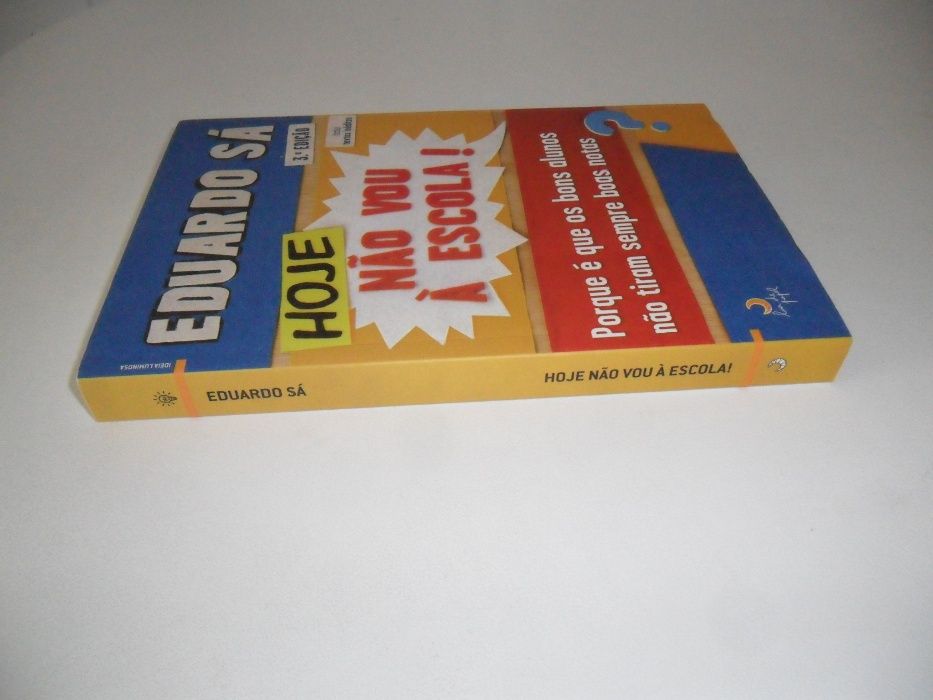 EDUARDO SÁ
3.ª EDIÇÃO
HOJE
NÃO VOU
À ESCOLA!
Porque é que os bons alunos
não tiram sempre boas notas
?
IDEIA LUMINOSA
EDUARDO SÁ
HOJE NÃO VOU À ESCOLA!